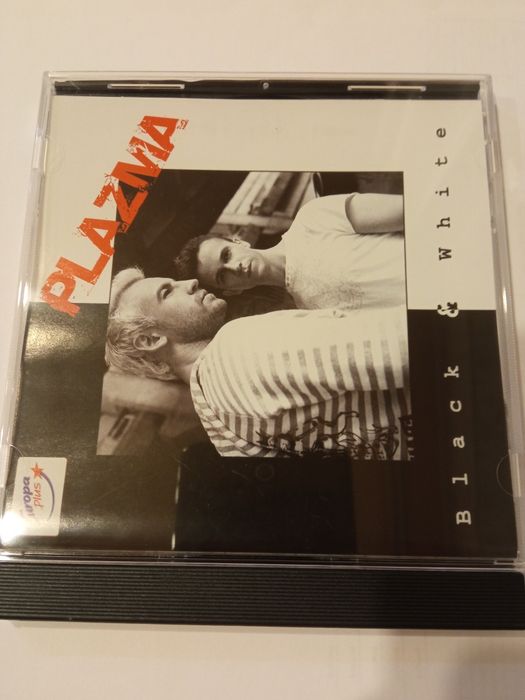 PLAZMA
Black & White
Europa
plus